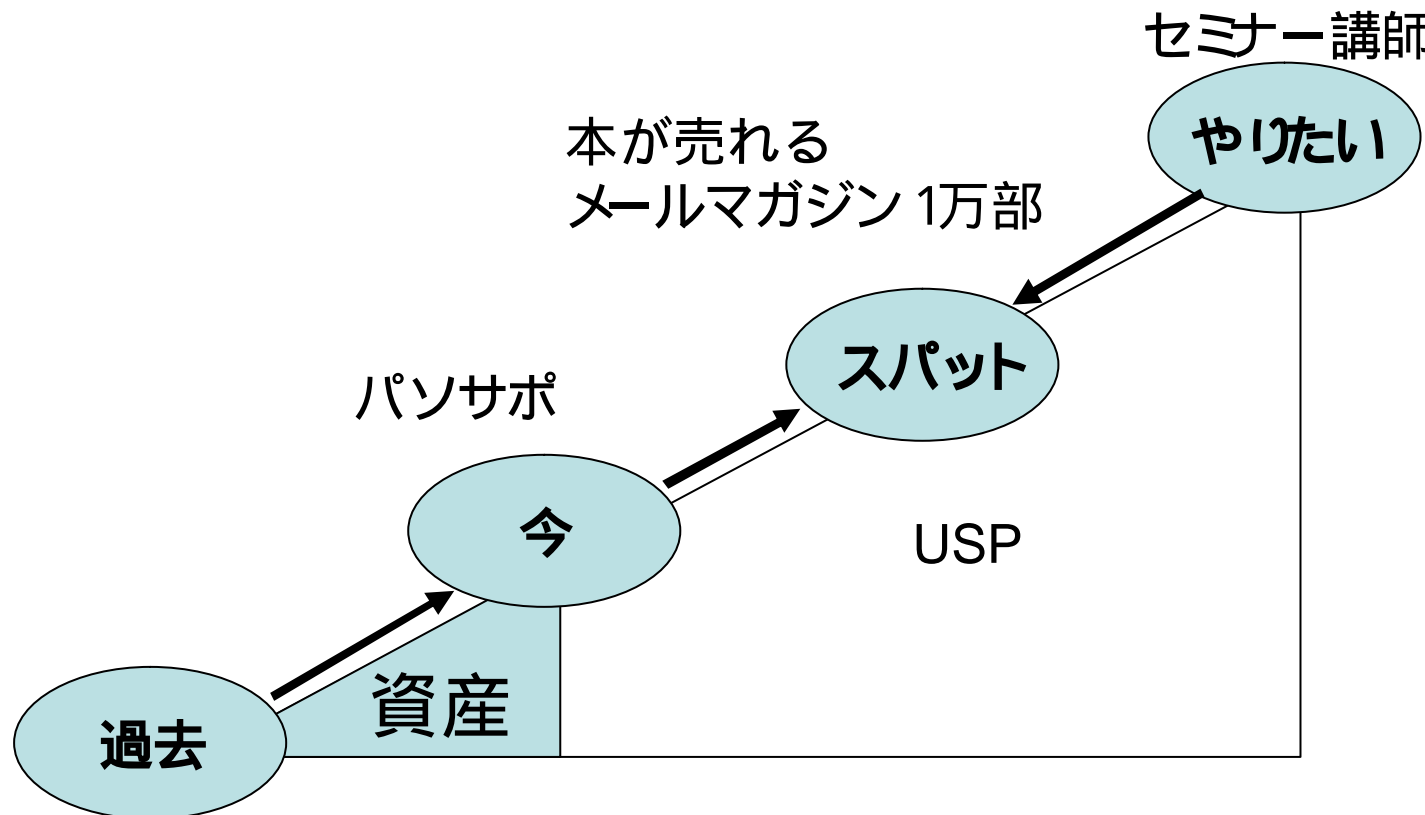 セミナー講師
やりたい
本が売れる
メールマガジン 1万部
スパット
パソサポ
今
USP
資産
過去